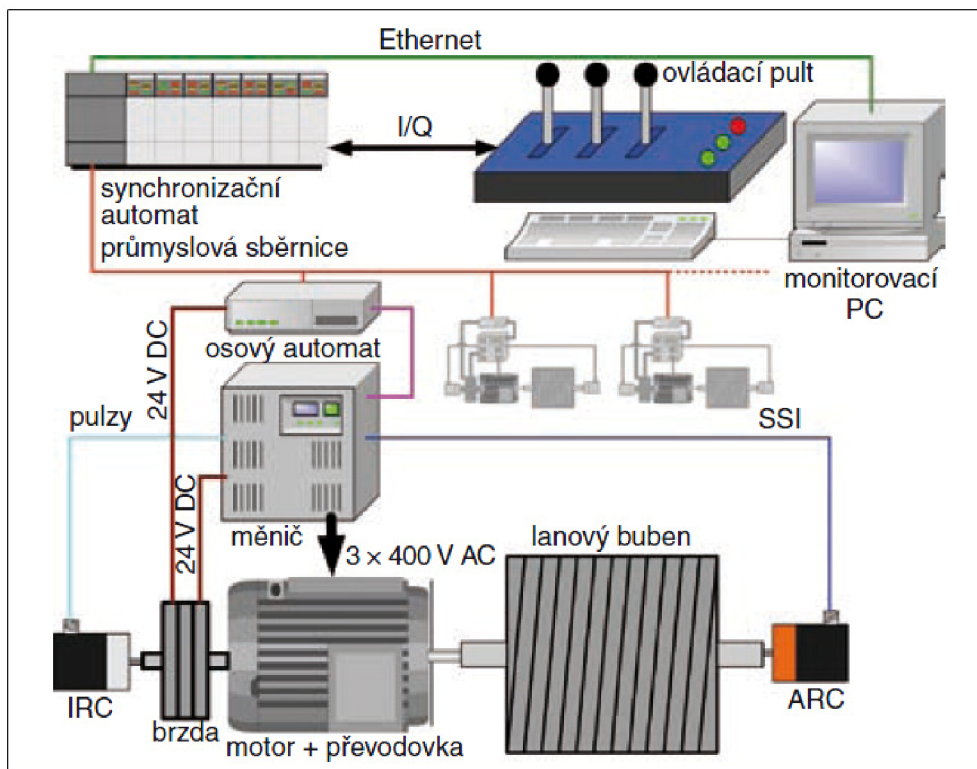 Ethernet
ovládací pult
I/Q
synchronizační
automat
průmyslová sběrnice
monitorovací
PC
osový automat
24 V DC
pulzy
SSI
24 V DC
měnič
3 × 400 V AC
lanový buben
IRC
brzda
motor + převodovka
ARC